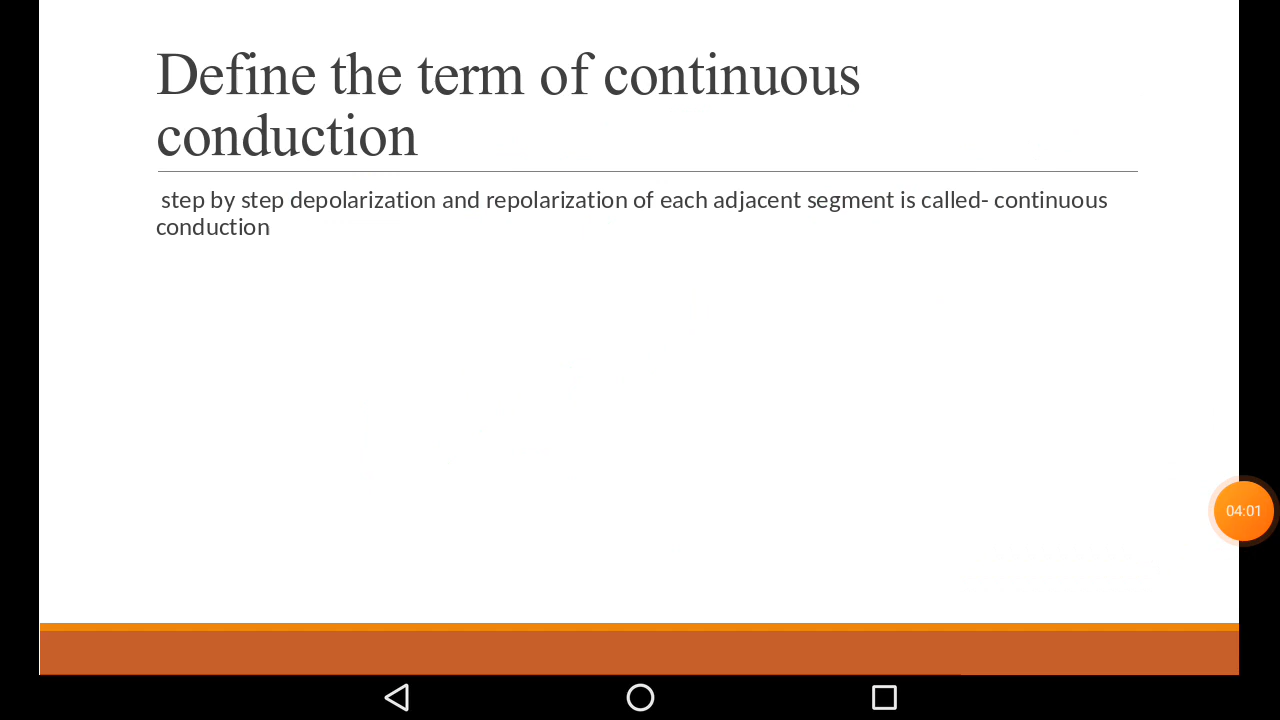 Define the term of continuous
conduction
step by step depolarization and repolarization of each adjacent segment is called- continuous
conduction
04:01